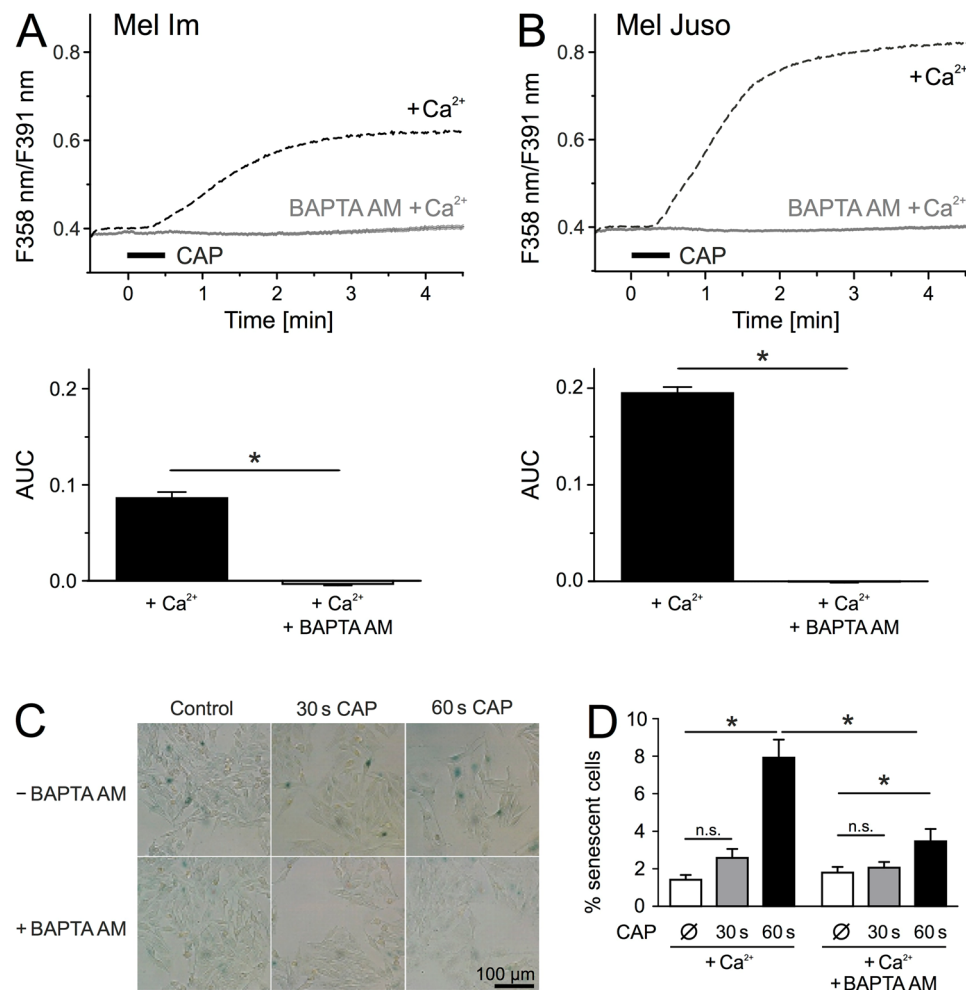 A Mel Im
0.8
0.6
0.4
F358 nm/F391 nm
+ Ca²⁺
BAPTA AM + Ca²⁺
CAP
0 1 2 3 4
Time [min]
B Mel Juso
0.8
0.6
0.4
F358 nm/F391 nm
+ Ca²⁺
BAPTA AM + Ca²⁺
CAP
0 1 2 3 4
Time [min]
0.2
0.1
0.0
AUC
*
+ Ca²⁺ + Ca²⁺
+ BAPTA AM
0.2
0.1
0.0
AUC
*
+ Ca²⁺ + Ca²⁺
+ BAPTA AM
C
Control 30 s CAP 60 s CAP
− BAPTA AM
+ BAPTA AM
100 µm
D
10
8
6
4
2
0
% senescent cells
* *
*
n.s. n.s.
CAP Ø 30 s 60 s Ø 30 s 60 s
+ Ca²⁺ + Ca²⁺
+ BAPTA AM